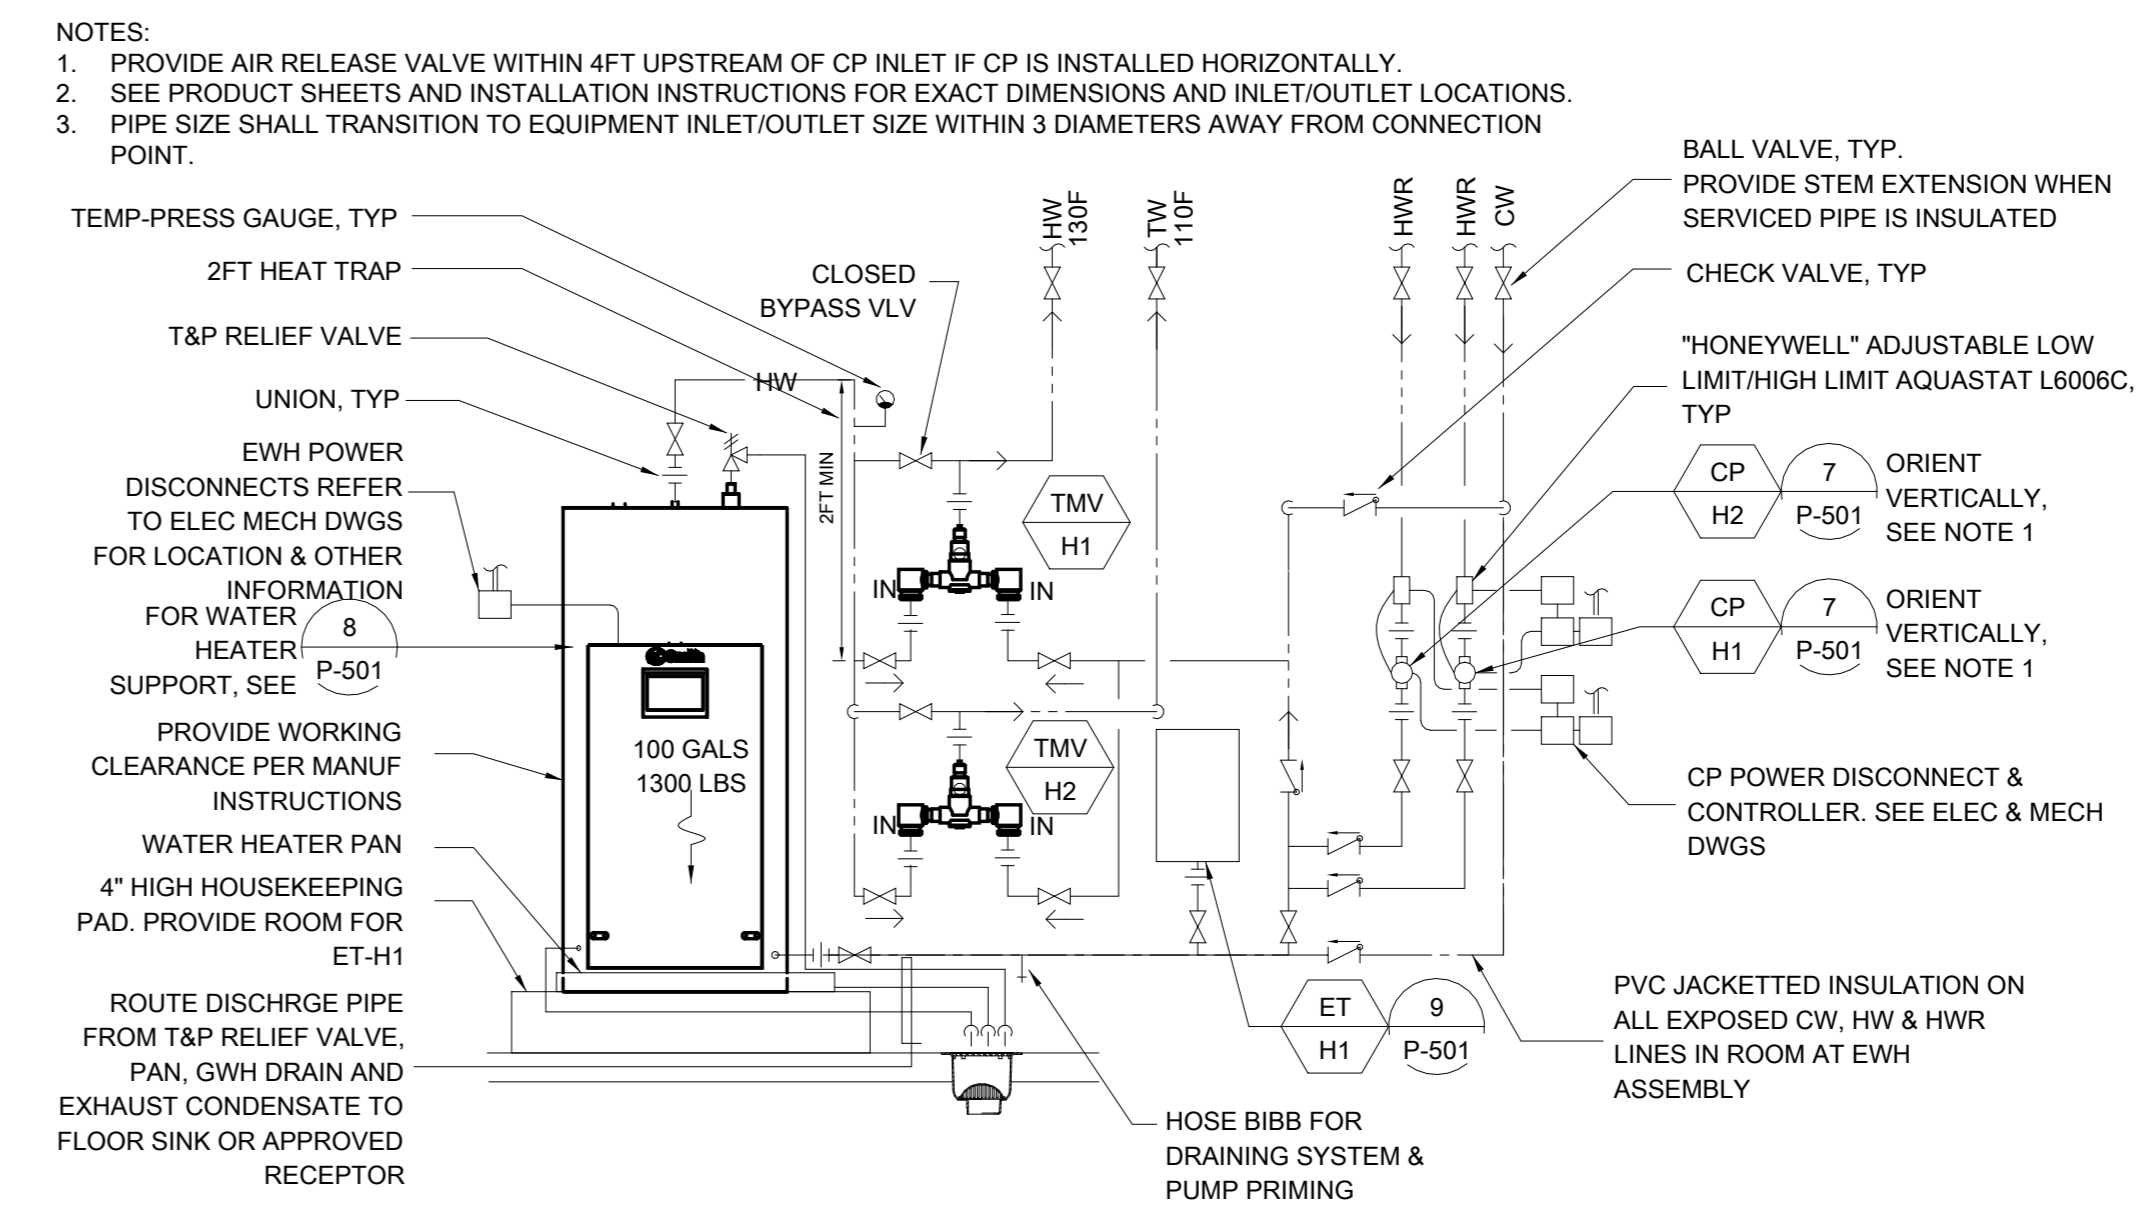 NOTES:
1. PROVIDE AIR RELEASE VALVE WITHIN 4FT UPSTREAM OF CP INLET IF CP IS INSTALLED HORIZONTALLY.
2. SEE PRODUCT SHEETS AND INSTALLATION INSTRUCTIONS FOR EXACT DIMENSIONS AND INLET/OUTLET LOCATIONS.
3. PIPE SIZE SHALL TRANSITION TO EQUIPMENT INLET/OUTLET SIZE WITHIN 3 DIAMETERS AWAY FROM CONNECTION
POINT.
TEMP-PRESS GAUGE, TYP
2FT HEAT TRAP
T&P RELIEF VALVE
UNION, TYP
EWH POWER
DISCONNECTS REFER
TO ELEC MECH DWGS
FOR LOCATION & OTHER
INFORMATION
FOR WATER
HEATER
SUPPORT, SEE
8
P-501
PROVIDE WORKING
CLEARANCE PER MANUF
INSTRUCTIONS
WATER HEATER PAN
4" HIGH HOUSEKEEPING
PAD. PROVIDE ROOM FOR
ET-H1
ROUTE DISCHRGE PIPE
FROM T&P RELIEF VALVE,
PAN, GWH DRAIN AND
EXHAUST CONDENSATE TO
FLOOR SINK OR APPROVED
RECEPTOR
Smith
100 GALS
1300 LBS
HW
2FT MIN
CLOSED
BYPASS VLV
HW
130F
TW
110F
HWR
HWR
CW
TMV
H1
IN
IN
TMV
H2
IN
IN
BALL VALVE, TYP.
PROVIDE STEM EXTENSION WHEN
SERVICED PIPE IS INSULATED
CHECK VALVE, TYP
"HONEYWELL" ADJUSTABLE LOW
LIMIT/HIGH LIMIT AQUASTAT L6006C,
TYP
CP
H2
7
P-501
ORIENT
VERTICALLY,
SEE NOTE 1
CP
H1
7
P-501
ORIENT
VERTICALLY,
SEE NOTE 1
CP POWER DISCONNECT &
CONTROLLER. SEE ELEC & MECH
DWGS
ET
H1
9
P-501
PVC JACKETTED INSULATION ON
ALL EXPOSED CW, HW & HWR
LINES IN ROOM AT EWH
ASSEMBLY
HOSE BIBB FOR
DRAINING SYSTEM &
PUMP PRIMING